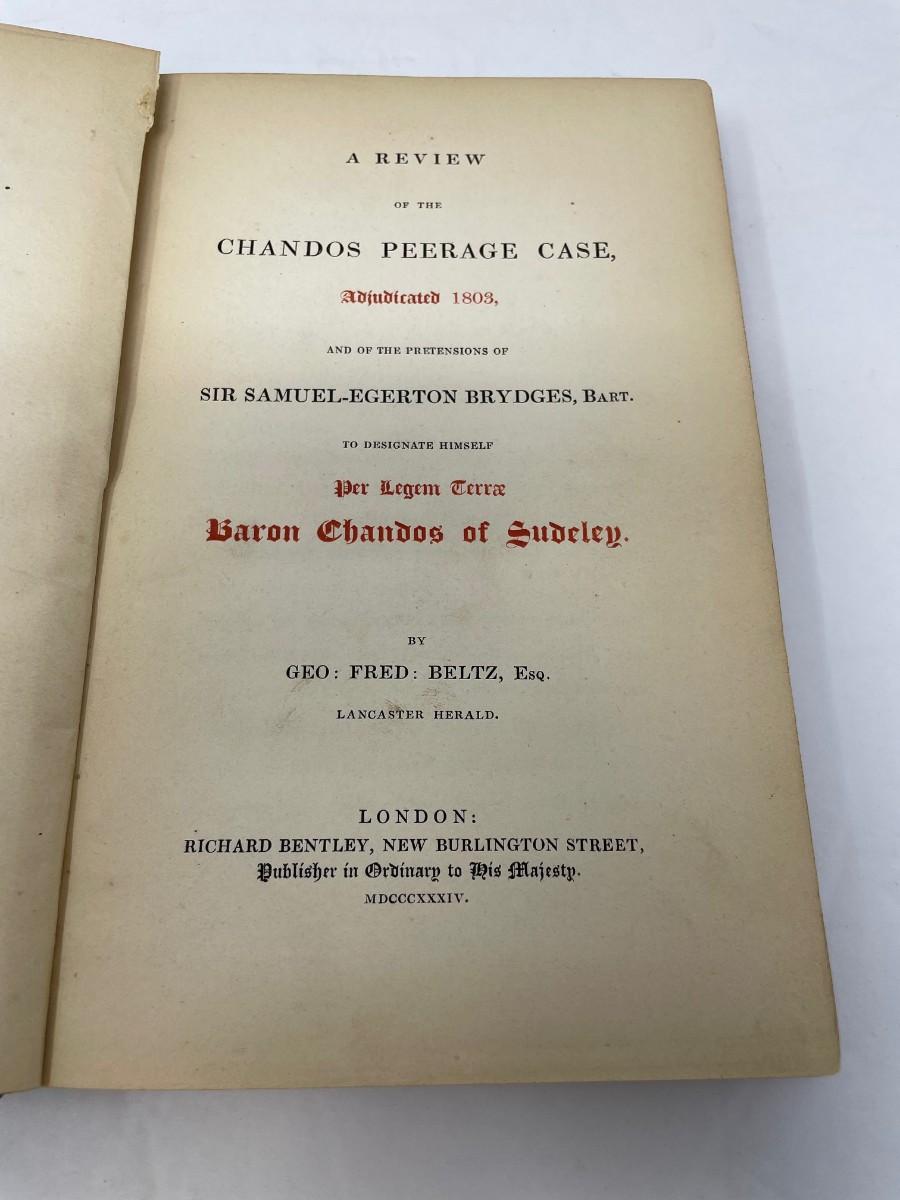 A REVIEW
OF THE
CHANDOS PEERAGE CASE,
Adjudicated 1803,
AND OF THE PRETENSIONS OF
SIR SAMUEL-EGERTON BRYDGES, BART.
TO DESIGNATE HIMSELF
Per Legem Terræ
Baron Chandos of Sudeley.
BY
GEO: FRED: BELTZ, ESQ.
LANCASTER HERALD.
LONDON:
RICHARD BENTLEY, NEW BURLINGTON STREET,
Publisher in Ordinary to His Majesty.
MDCCCXXXIV.